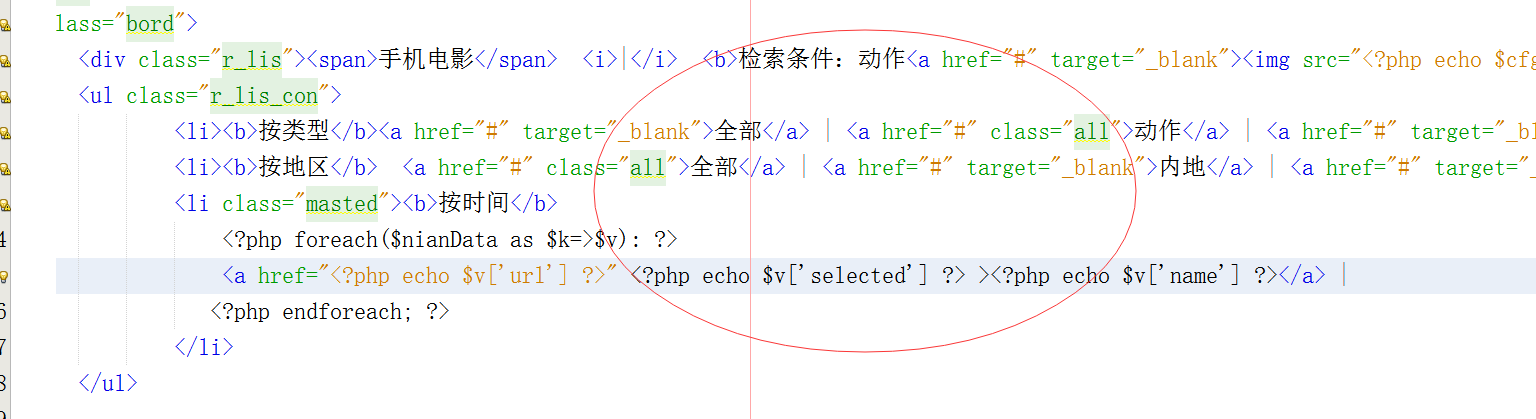 lass="bord">
<div class="r_lis"><span>手机电影</span> <i>|</i> <b>检索条件：动作<a href="#" target="_blank"><img src="<?php echo $cfg
<ul class="r_lis_con">
<li><b>按类型</b><a href="#" target="_blank">全部</a> | <a href="#" class="all">动作</a> | <a href="#" target="_bl
<li><b>按地区</b> <a href="#" class="all">全部</a> | <a href="#" target="_blank">内地</a> | <a href="#" target="_
<li class="masted"><b>按时间</b>
4 <?php foreach($nianData as $k=>$v): ?>
<a href="<?php echo $v['url'] ?>" <?php echo $v['selected'] ?> ><?php echo $v['name'] ?></a> |
6 <?php endforeach; ?>
7 </li>
8 </ul>
9